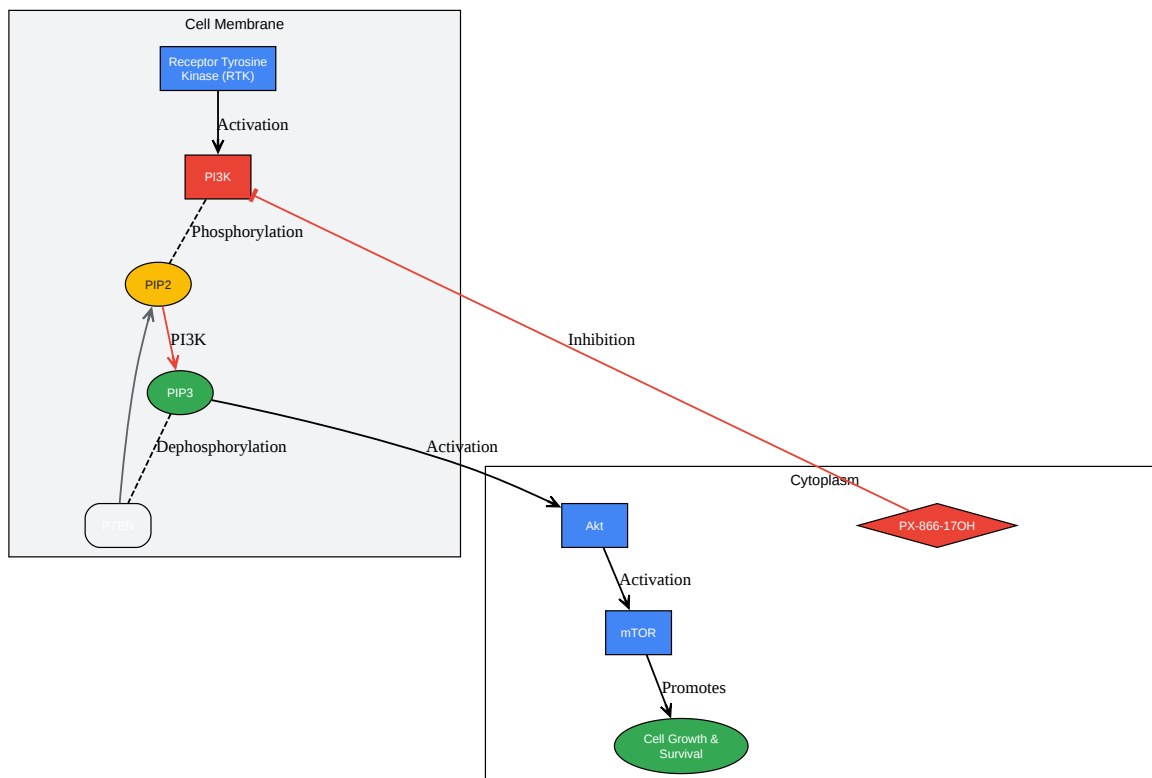 Cell Membrane
Receptor Tyrosine
Kinase (RTK)
Activation
PI3K
Phosphorylation
PIP2
PI3K
Inhibition
PIP3
Dephosphorylation
Activation
Cytoplasm
PTEN
Akt
PX-866-17OH
Activation
mTOR
Promotes
Cell Growth &
Survival